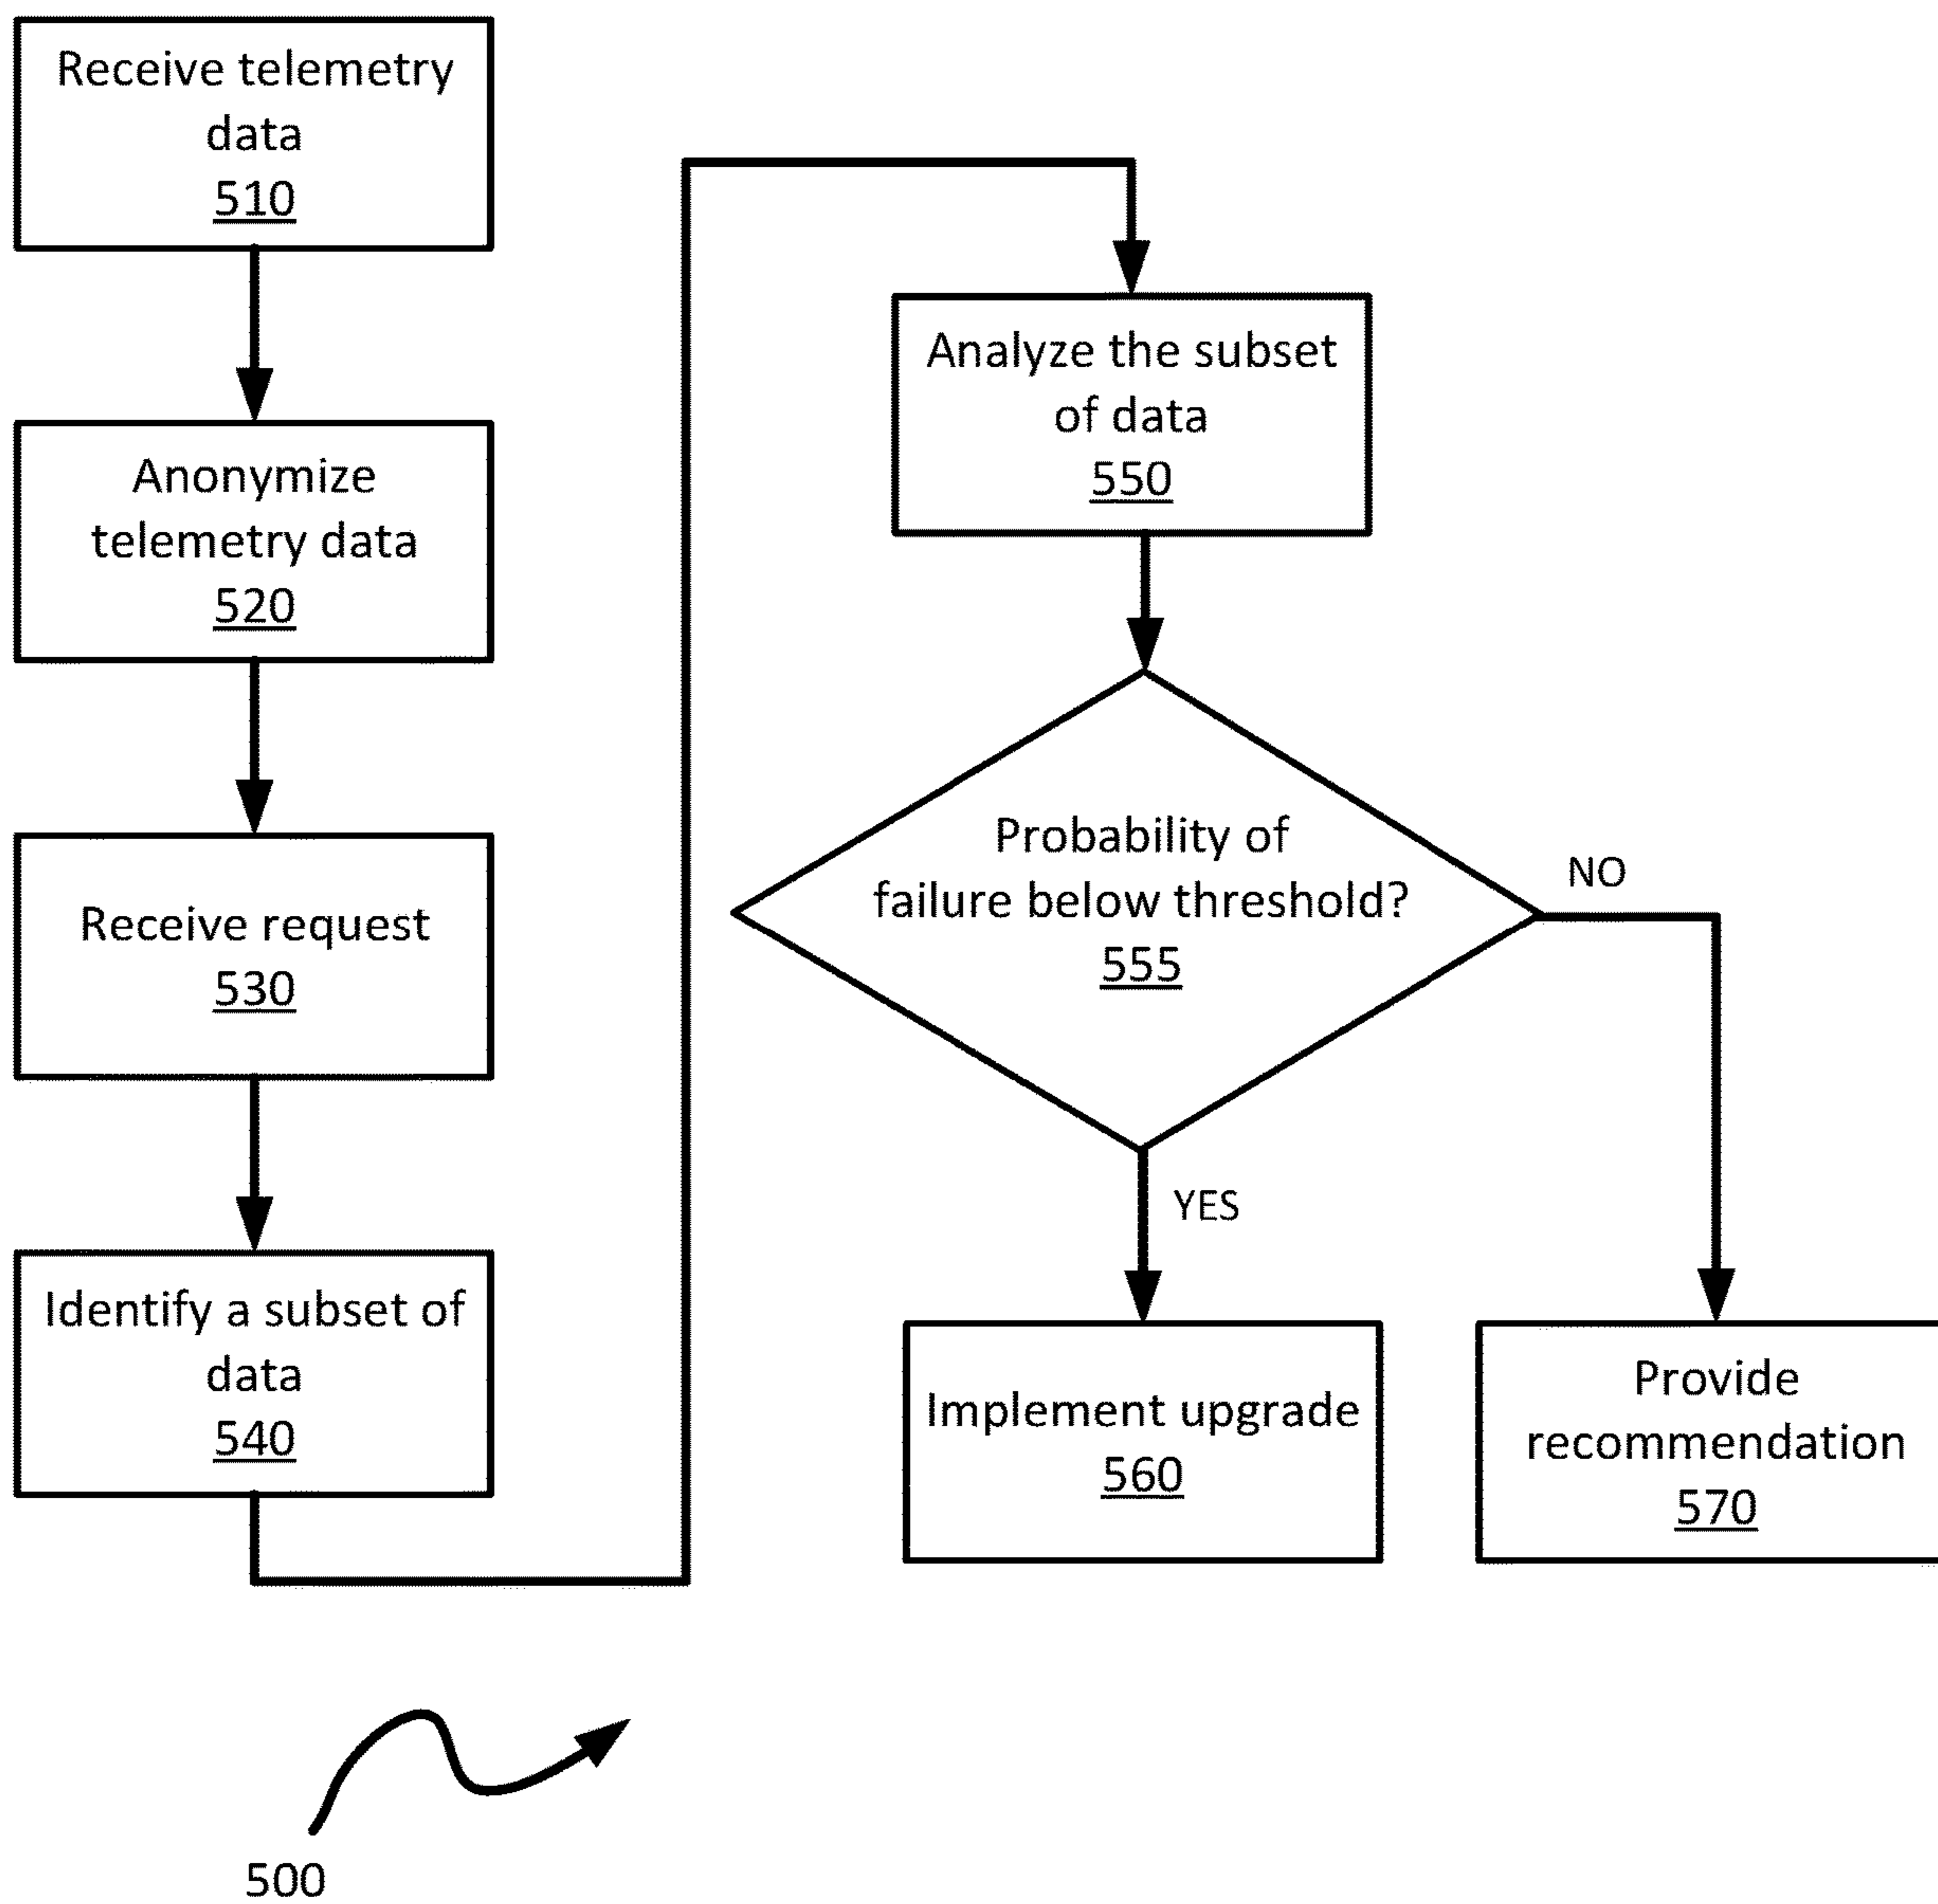 Receive telemetry
data
510
Anonymize
telemetry data
520
Receive request
530
Identify a subset of
data
540
Analyze the subset
of data
550
Probability of
failure below threshold?
555
NO
YES
Implement upgrade
560
Provide
recommendation
570
500